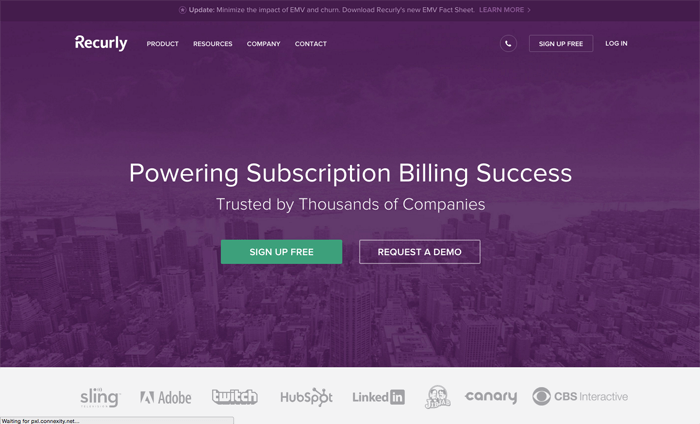 Update: Minimize the impact of EMV and churn. Download Recurly's new EMV Fact Sheet. LEARN MORE >
Recurly PRODUCT RESOURCES COMPANY CONTACT SIGN UP FREE LOG IN
Powering Subscription Billing Success
Trusted by Thousands of Companies
SIGN UP FREE REQUEST A DEMO
sling TELEVISION Adobe twitch HubSpot LinkedIn canary CBS Interactive
Waiting for pxl.connexity.net...